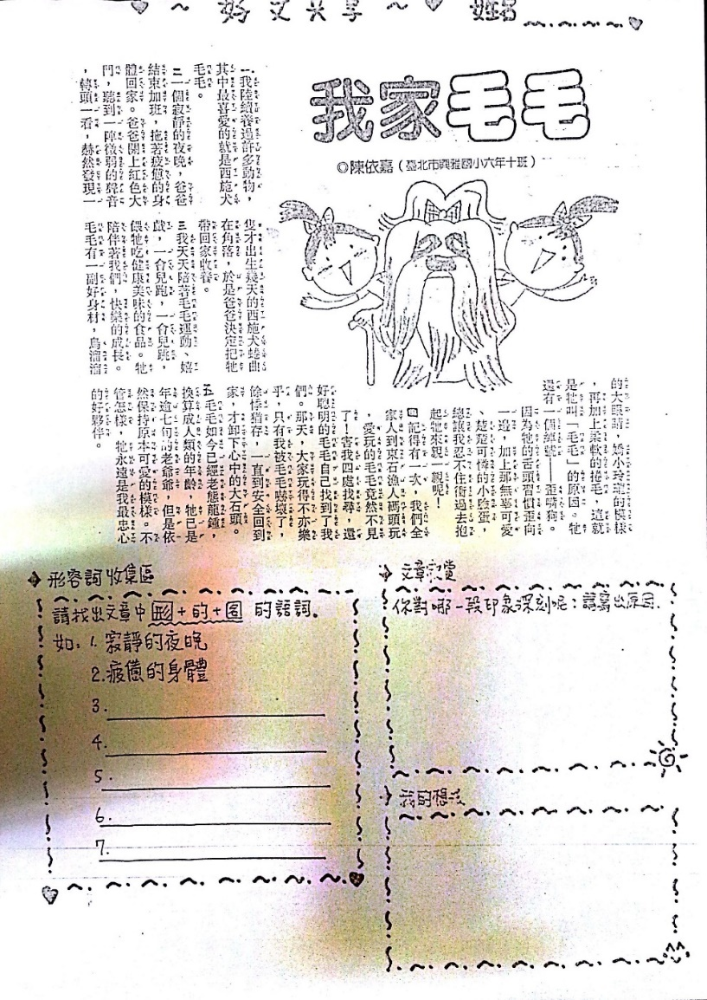 好文共享 姓名
我家毛毛
◎陳依嘉（臺北市興雅國小六年十班）
一我陸續養過許多動物，
其中最喜愛的就是西施犬
毛毛。
二一個寂靜的夜晚，爸爸
結束加班，拖著疲憊的身
體回家。爸爸關上紅色大
門，聽到一陣微弱的聲音
，轉頭一看，赫然發現一
隻才出生幾天的西施犬蜷曲
在角落，於是爸爸決定把牠
帶回家收養。
三我天天陪著毛毛運動、嬉
戲，一會兒跑，一會兒跳，
餵牠吃健康美味的食品。牠
陪伴著我們，快樂的成長。
毛毛有一副好身材，烏溜溜
的大眼睛，嬌小玲瓏的模樣
，再加上柔軟的捲毛，這就
是牠叫「毛毛」的原因。牠
還有一個綽號——歪嘴狗。
因為牠的舌頭習慣歪向
一邊，加上那無辜可愛
、楚楚可憐的小臉蛋，
總讓我忍不住衝過去抱
起牠來親一親呢！
四記得有一次，我們全
家人到東石漁人碼頭玩
，愛玩的毛毛竟然不見
了！害我四處找尋，還
好聰明的毛毛自己找到了我
們。那天，大家玩得不亦樂
乎，只有我被毛毛嚇壞了，
餘悸猶存，一直到安全回到
家，才卸下心中的大石頭。
五毛毛如今已經老態龍鍾，
換算成人類的年齡，牠已是
年逾七旬的老爺爺，但是依
然保持原本可愛的模樣。不
管怎樣，牠永遠是我最忠心
的好夥伴。
形容詞收集區
請找出文章中形+的+名的語詞。
如：1.寂靜的夜晚
2.疲憊的身體
3.
4.
5.
6.
7.
文章欣賞
你對哪一段印象深刻呢？請寫出原因.
我的想法